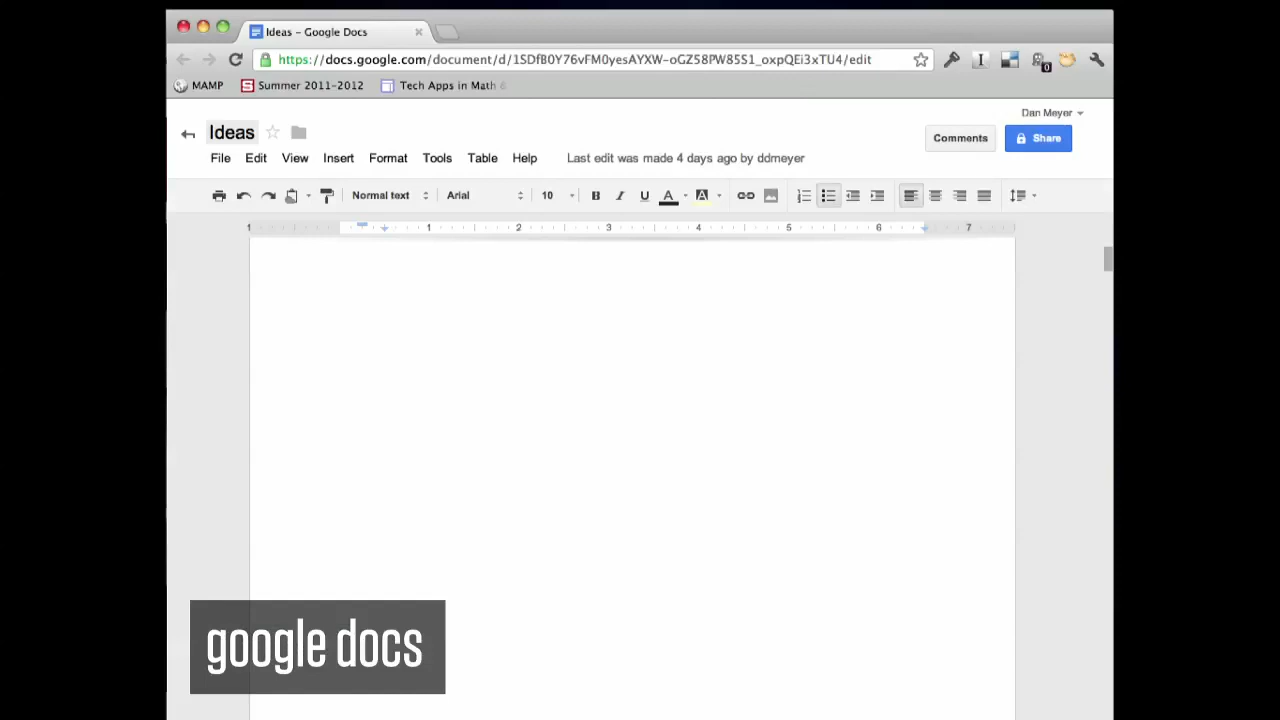 Ideas – Google Docs
https://docs.google.com/document/d/1SDfB0Y76vFM0yesAYXW-oGZ58PW85S1_oxpQEi3xTU4/edit
0
MAMP Summer 2011-2012 Tech Apps in Math &
Dan Meyer
Ideas
Comments Share
File Edit View Insert Format Tools Table Help Last edit was made 4 days ago by ddmeyer
Normal text Arial 10 B I U A A
1 1 2 3 4 5 6 7
google docs